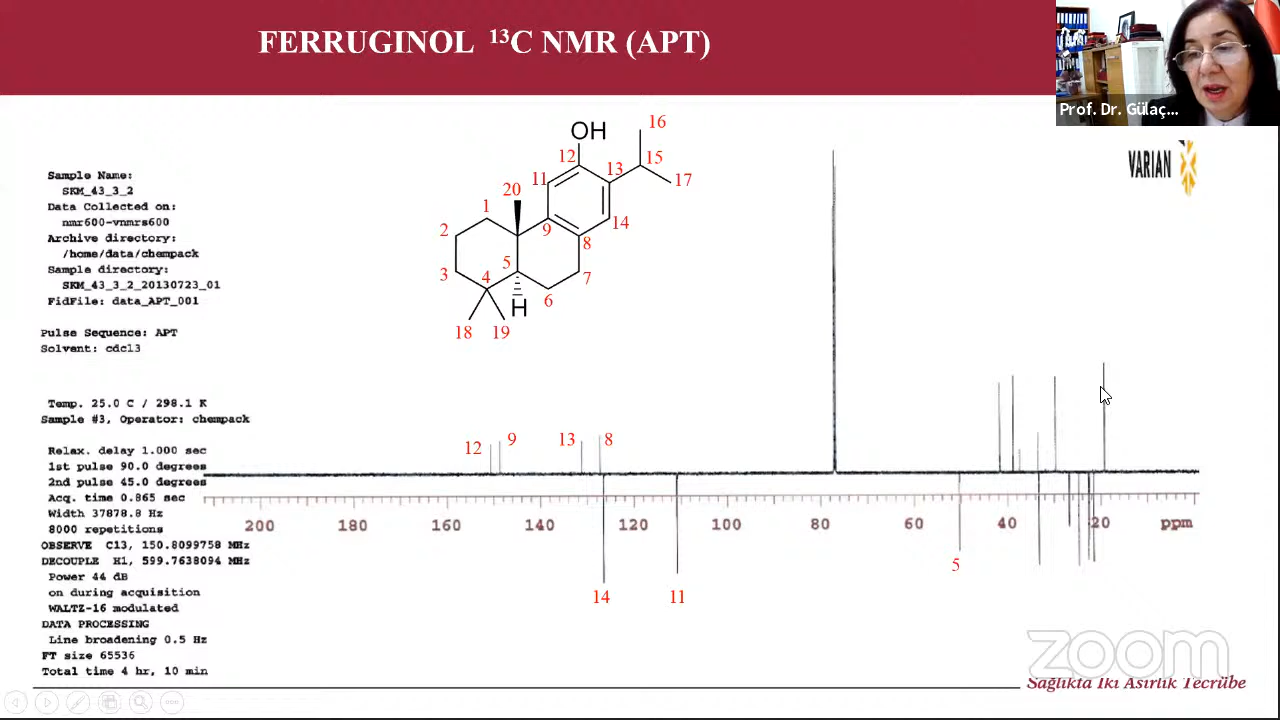 FERRUGINOL ¹³C NMR (APT)
Prof. Dr. Gülaç...
VARIAN
Sample Name:
SKM_43_3_2
Data Collected on:
nmr600-vnmrs600
Archive directory:
/home/data/chempack
Sample directory:
SKM_43_3_2_20130723_01
FidFile: data_APT_001
Pulse Sequence: APT
Solvent: cdcl3
Temp. 25.0 C / 298.1 K
Sample #3, Operator: chempack
Relax. delay 1.000 sec
1st pulse 90.0 degrees
2nd pulse 45.0 degrees
Acq. time 0.865 sec
Width 37878.8 Hz
8000 repetitions
OBSERVE C13, 150.8099758 MHz
DECOUPLE H1, 599.7638094 MHz
Power 44 dB
on during acquisition
WALTZ-16 modulated
DATA PROCESSING
Line broadening 0.5 Hz
FT size 65536
Total time 4 hr, 10 min
OH
16
12
15
13
11
17
20
1
14
2
9
8
5
3
4
7
6
H
18
19
12
9
13
8
200 180 160 140 120 100 80 60 40 20 ppm
5
14
11
zoom
Sağlıkta İki Asırlık Tecrübe